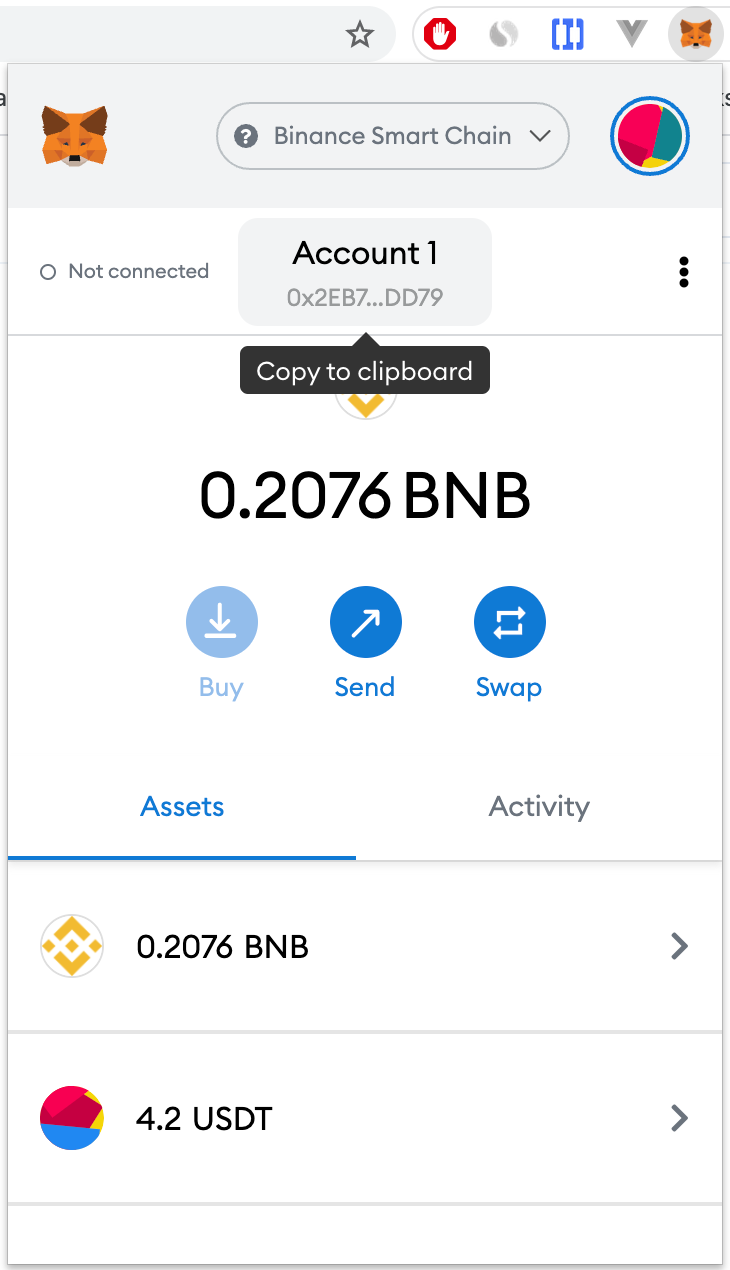 Binance Smart Chain
Not connected
Account 1
0x2EB7...DD79
Copy to clipboard
0.2076 BNB
Buy
Send
Swap
Assets
Activity
0.2076 BNB
4.2 USDT